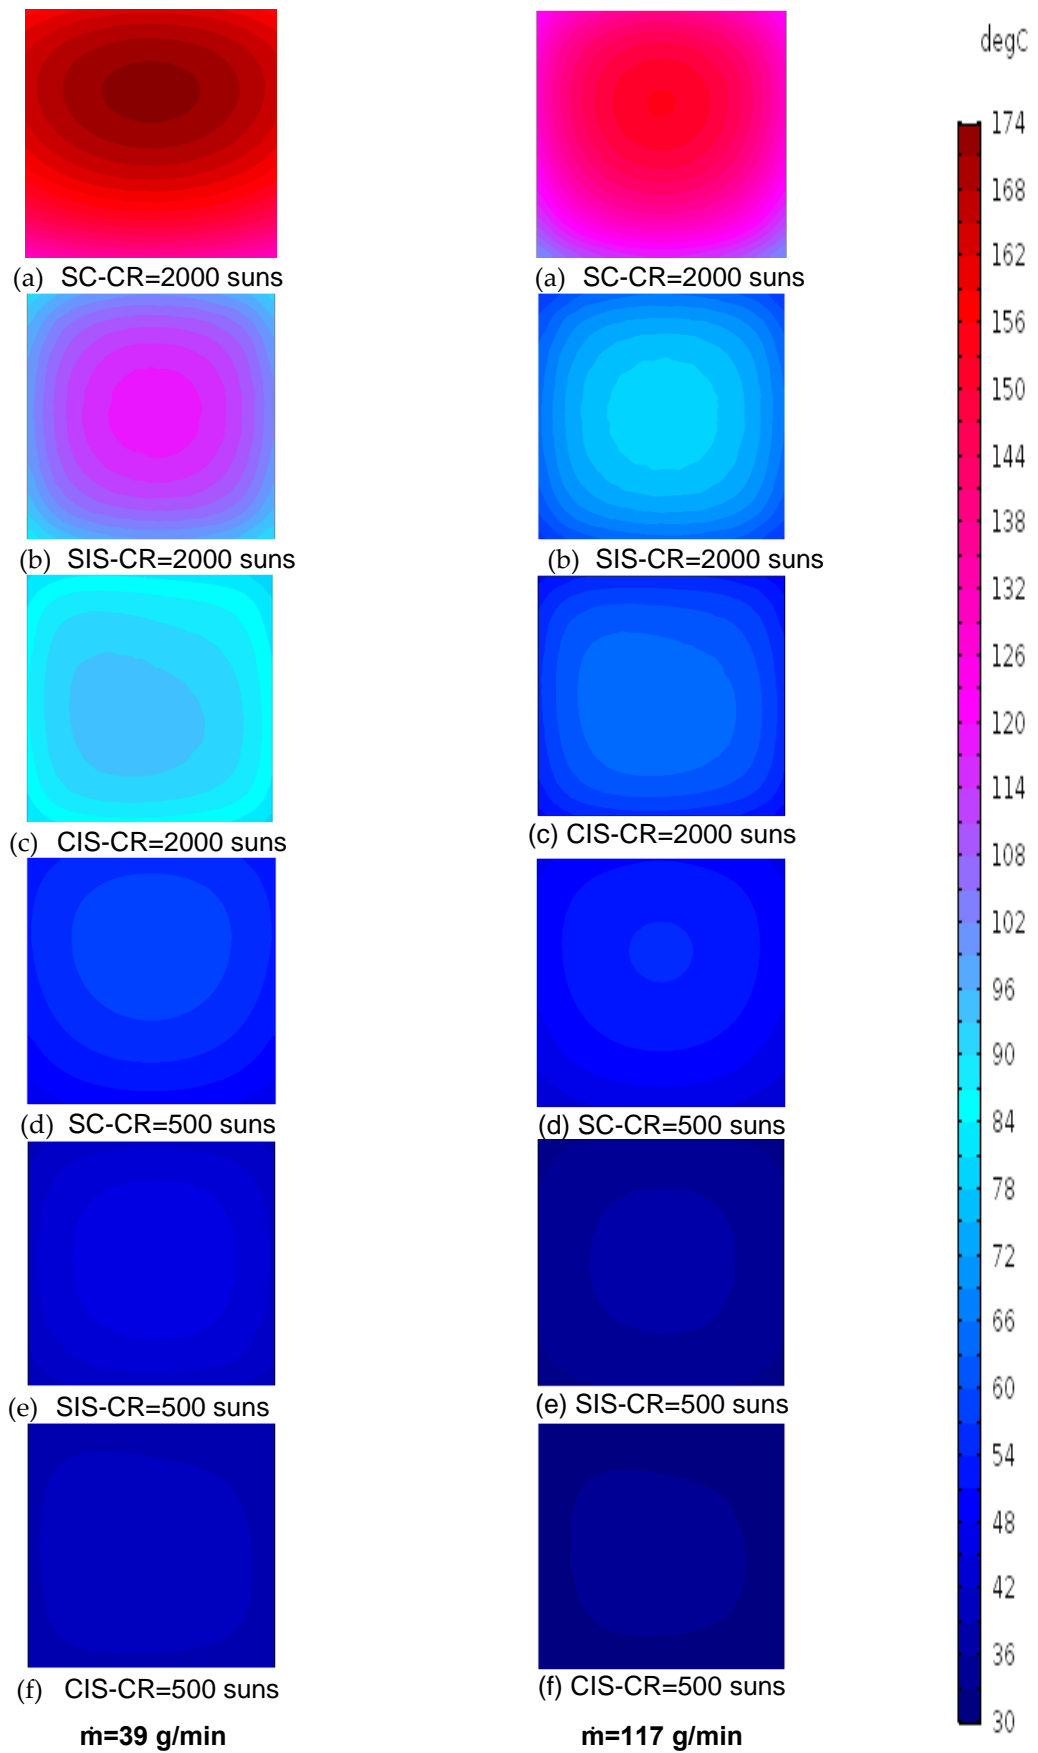 degC
174
168
162
156
150
144
138
132
126
120
114
108
102
96
90
84
78
72
66
60
54
48
42
36
30
(a) SC-CR=2000 suns
(a) SC-CR=2000 suns
(b) SIS-CR=2000 suns
(b) SIS-CR=2000 suns
(c) CIS-CR=2000 suns
(c) CIS-CR=2000 suns
(d) SC-CR=500 suns
(d) SC-CR=500 suns
(e) SIS-CR=500 suns
(e) SIS-CR=500 suns
(f) CIS-CR=500 suns
(f) CIS-CR=500 suns
ṁ=39 g/min
ṁ=117 g/min